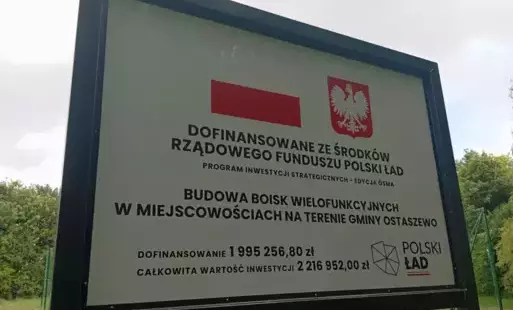 DOFINANSOWANE ZE ŚRODKÓW
RZĄDOWEGO FUNDUSZU POLSKI ŁAD
PROGRAM INWESTYCJI STRATEGICZNYCH - EDYCJA ÓSMA
BUDOWA BOISK WIELOFUNKCYJNYCH
W MIEJSCOWOŚCIACH NA TERENIE GMINY OSTASZEWO
DOFINANSOWANIE 1 995 256,80 zł
CAŁKOWITA WARTOŚĆ INWESTYCJI 2 216 952,00 zł
POLSKI
ŁAD